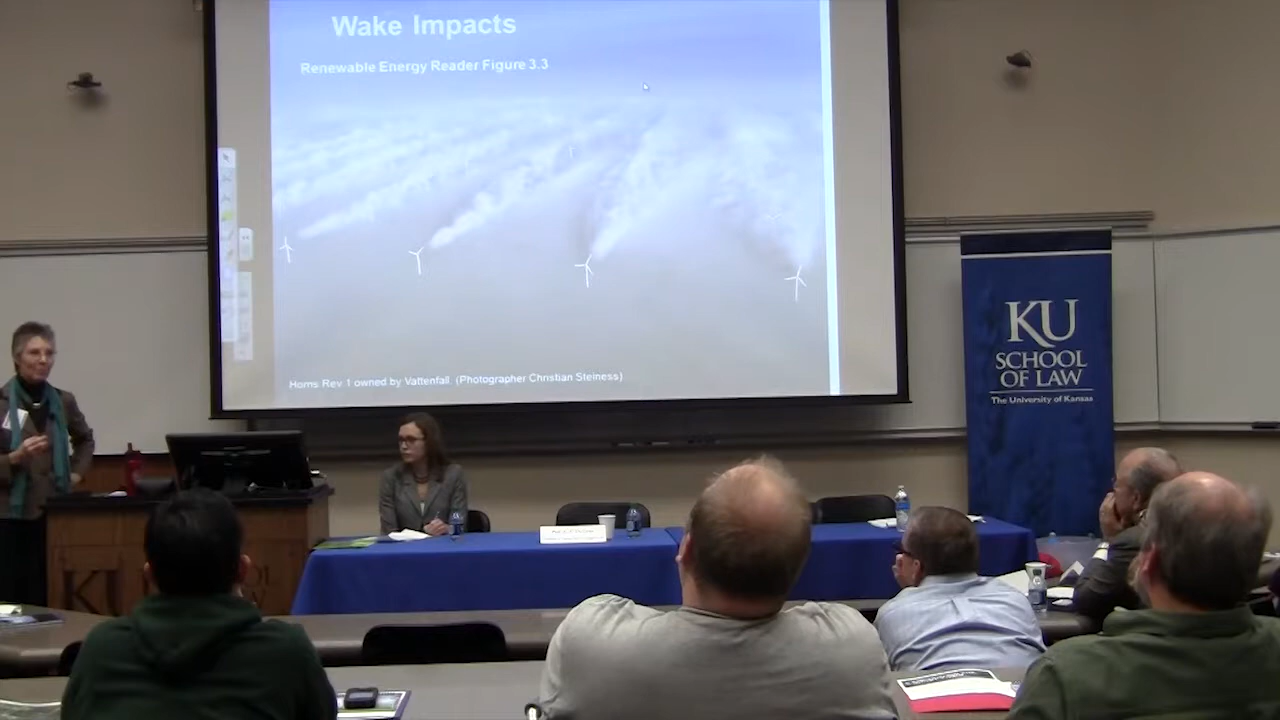 Wake Impacts
Renewable Energy Reader Figure 3.3
Horns Rev 1 owned by Vattenfall. (Photographer Christian Steiness)
KU
SCHOOL
OF LAW
The University of Kansas
KU